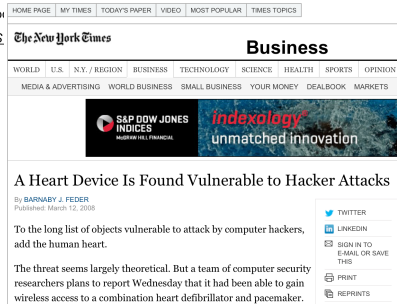 HOME PAGE MY TIMES TODAY'S PAPER VIDEO MOST POPULAR TIMES TOPICS
The New York Times
Business
WORLD U.S. N.Y. / REGION BUSINESS TECHNOLOGY SCIENCE HEALTH SPORTS OPINION
MEDIA & ADVERTISING WORLD BUSINESS SMALL BUSINESS YOUR MONEY DEALBOOK MARKETS
S&P DOW JONES
INDICES
McGRAW HILL FINANCIAL
indexology
unmatched innovation
A Heart Device Is Found Vulnerable to Hacker Attacks
By BARNABY J. FEDER
Published: March 12, 2008
To the long list of objects vulnerable to attack by computer hackers,
add the human heart.
The threat seems largely theoretical. But a team of computer security
researchers plans to report Wednesday that it had been able to gain
wireless access to a combination heart defibrillator and pacemaker.
TWITTER
LINKEDIN
SIGN IN TO
E-MAIL OR SAVE
THIS
PRINT
REPRINTS